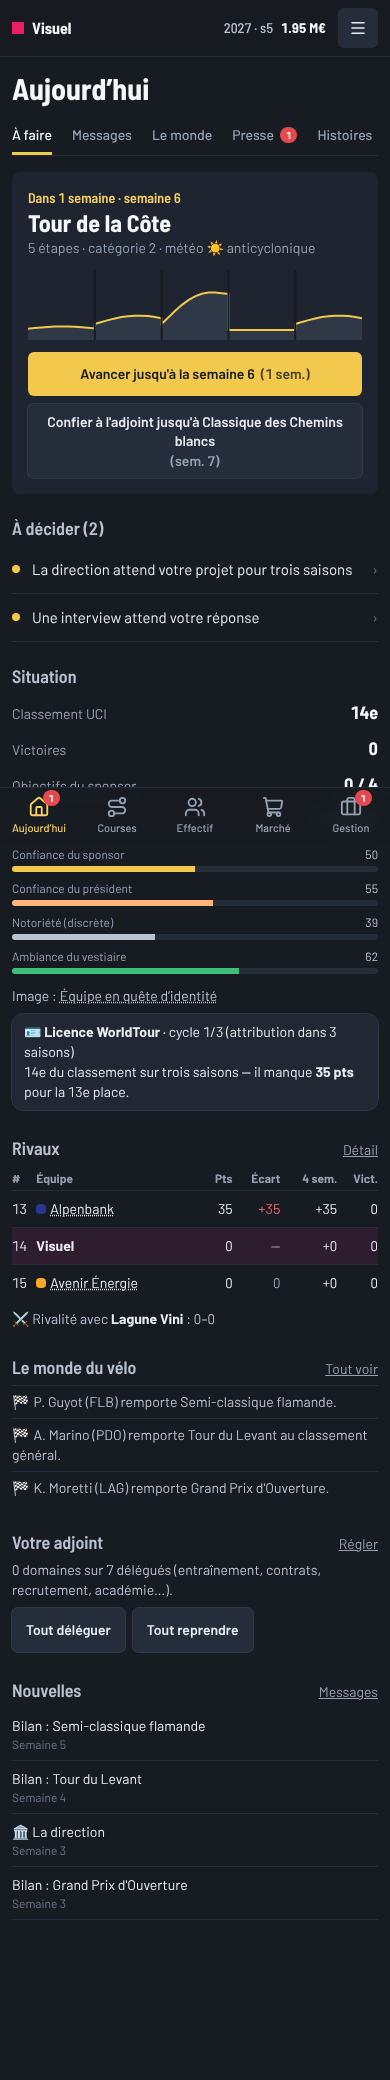 Visuel 2027 · s5 1.95 M€
Aujourd'hui
À faire Messages Le monde Presse 1 Histoires
Dans 1 semaine · semaine 6
Tour de la Côte
5 étapes · catégorie 2 · météo ☀️ anticyclonique
Avancer jusqu'à la semaine 6 (1 sem.)
Confier à l'adjoint jusqu'à Classique des Chemins
blancs
(sem. 7)
À décider (2)
La direction attend votre projet pour trois saisons ›
Une interview attend votre réponse ›
Situation
Classement UCI 14e
Victoires 0
Objectifs du sponsor 0 / 4
1 1
Aujourd'hui Courses Effectif Marché Gestion
Confiance du sponsor 50
Confiance du président 55
Notoriété (discrète) 39
Ambiance du vestiaire 62
Image : Équipe en quête d'identité
🪪 Licence WorldTour · cycle 1/3 (attribution dans 3
saisons)
14e du classement sur trois saisons — il manque 35 pts
pour la 13e place.
Rivaux Détail
# Équipe Pts Écart 4 sem. Vict.
13 Alpenbank 35 +35 +35 0
14 Visuel 0 — +0 0
15 Avenir Énergie 0 0 +0 0
⚔️ Rivalité avec Lagune Vini : 0–0
Le monde du vélo Tout voir
🏁 P. Guyot (FLB) remporte Semi-classique flamande.
🏁 A. Marino (PDO) remporte Tour du Levant au classement
général.
🏁 K. Moretti (LAG) remporte Grand Prix d'Ouverture.
Votre adjoint Régler
0 domaines sur 7 délégués (entraînement, contrats,
recrutement, académie…).
Tout déléguer Tout reprendre
Nouvelles Messages
Bilan : Semi-classique flamande
Semaine 5
Bilan : Tour du Levant
Semaine 4
🏛️ La direction
Semaine 3
Bilan : Grand Prix d'Ouverture
Semaine 3